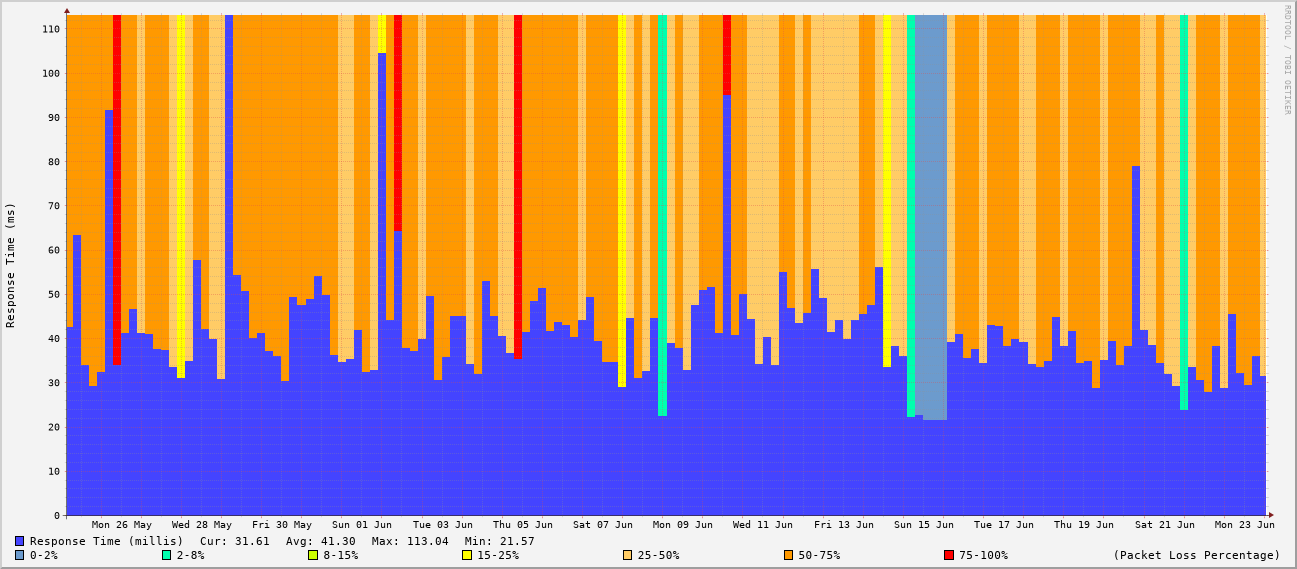 RRDTOOL / TOBI OETIKER
Response Time (ms)
110
100
90
80
70
60
50
40
30
20
10
0
Mon 26 May Wed 28 May Fri 30 May Sun 01 Jun Tue 03 Jun Thu 05 Jun Sat 07 Jun Mon 09 Jun Wed 11 Jun Fri 13 Jun Sun 15 Jun Tue 17 Jun Thu 19 Jun Sat 21 Jun Mon 23 Jun
Response Time (millis) Cur: 31.61 Avg: 41.30 Max: 113.04 Min: 21.57
0-2% 2-8% 8-15% 15-25% 25-50% 50-75% 75-100% (Packet Loss Percentage)